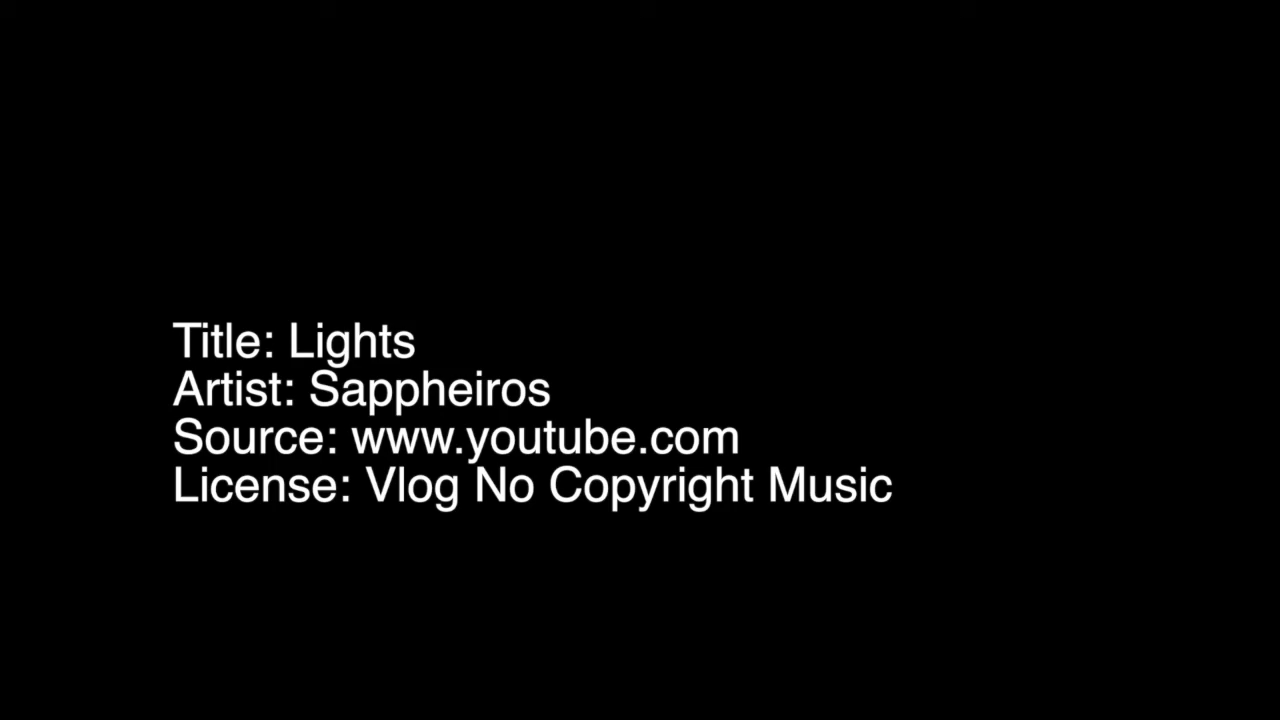 Title: Lights
Artist: Sappheiros
Source: www.youtube.com
License: Vlog No Copyright Music